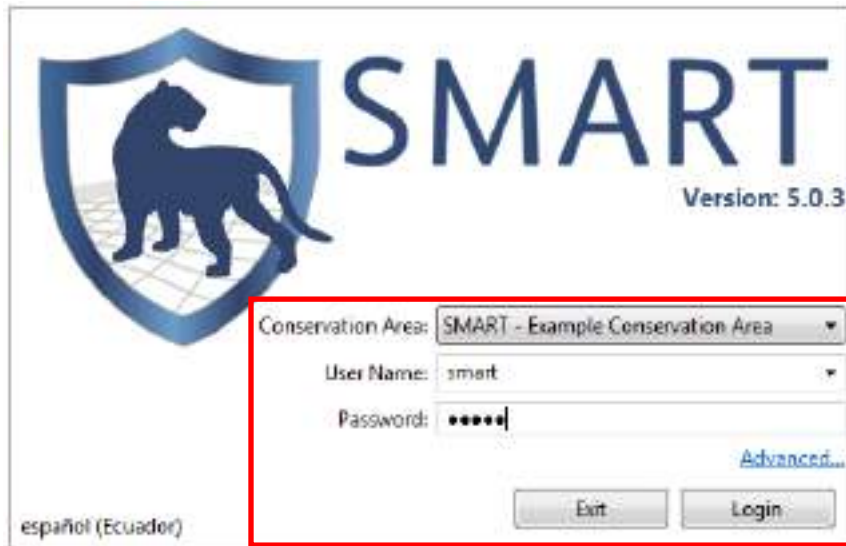 SMART
Version: 5.0.3
Conservation Area: SMART - Example Conservation Area
User Name: smart
Password: •••••
Advanced...
Exit Login
español (Ecuador)